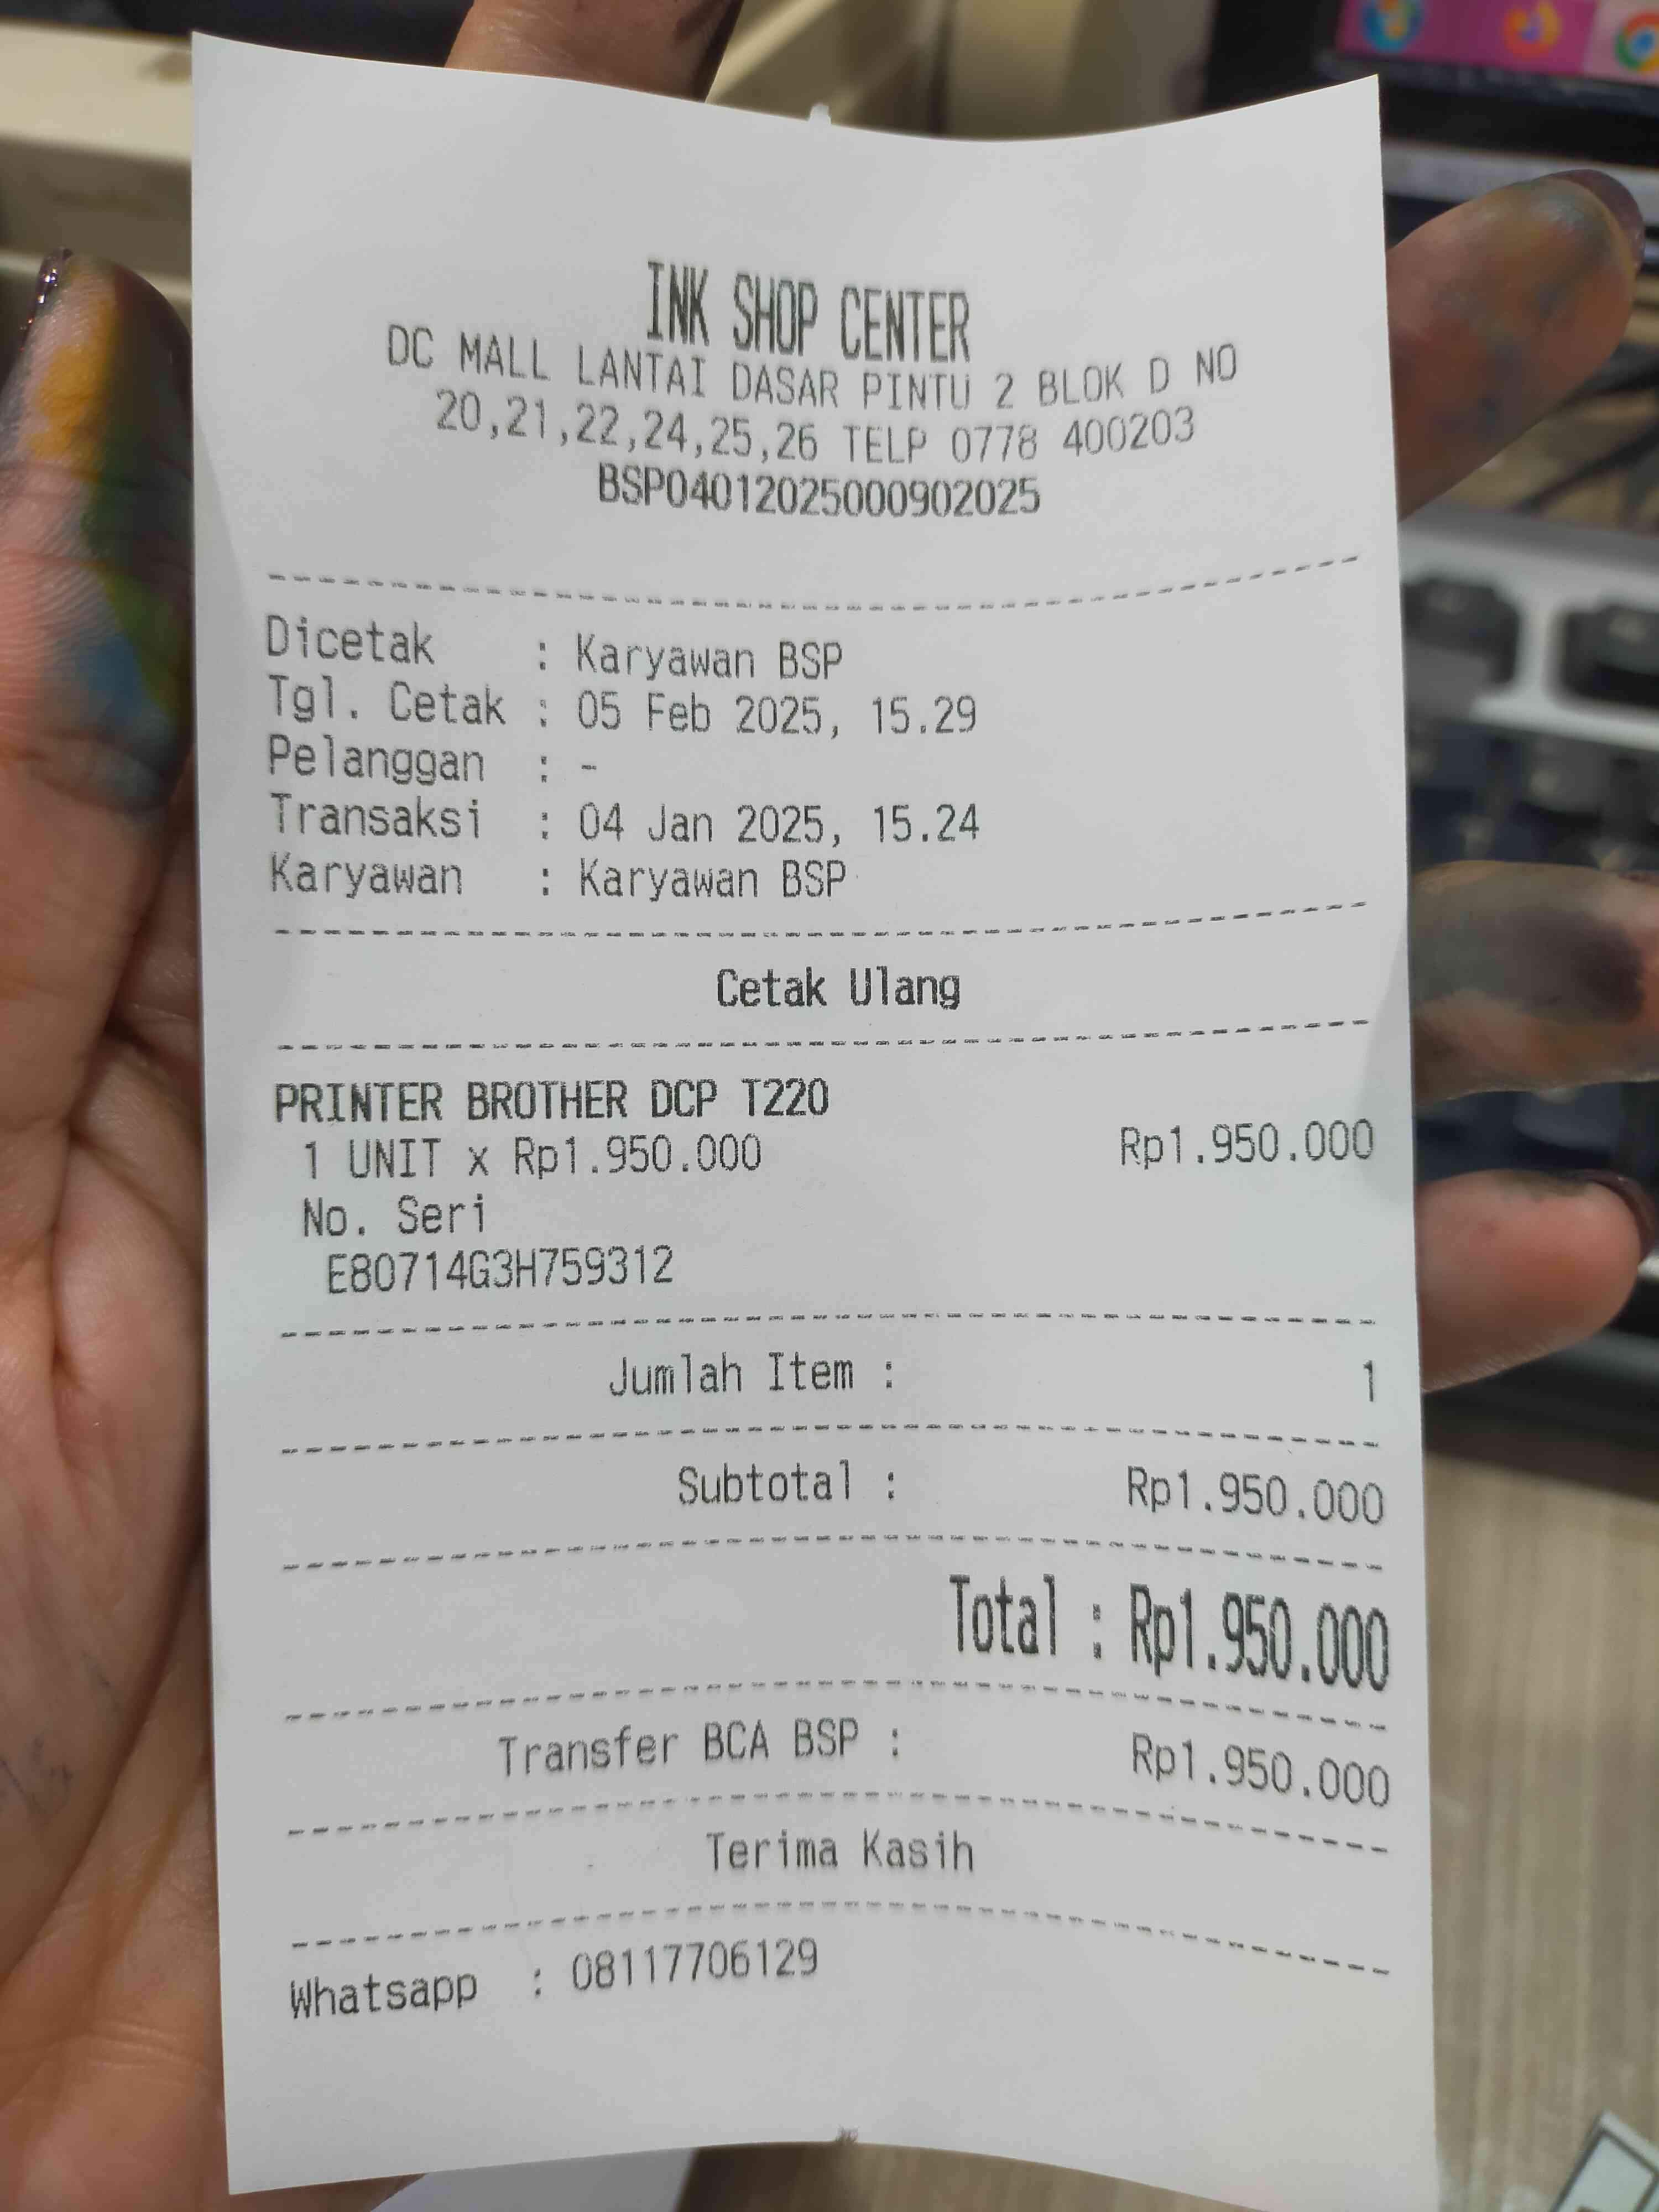 INK SHOP CENTER
DC MALL LANTAI DASAR PINTU 2 BLOK D NO
20,21,22,24,25,26 TELP 0778 400203
BSP04012025000902025
Dicetak : Karyawan BSP
Tgl. Cetak : 05 Feb 2025, 15.29
Pelanggan : -
Transaksi : 04 Jan 2025, 15.24
Karyawan : Karyawan BSP
Cetak Ulang
PRINTER BROTHER DCP T220
1 UNIT x Rp1.950.000 Rp1.950.000
No. Seri
E80714G3H759312
Jumlah Item : 1
Subtotal : Rp1.950.000
Total : Rp1.950.000
Transfer BCA BSP : Rp1.950.000
Terima Kasih
Whatsapp : 08117706129